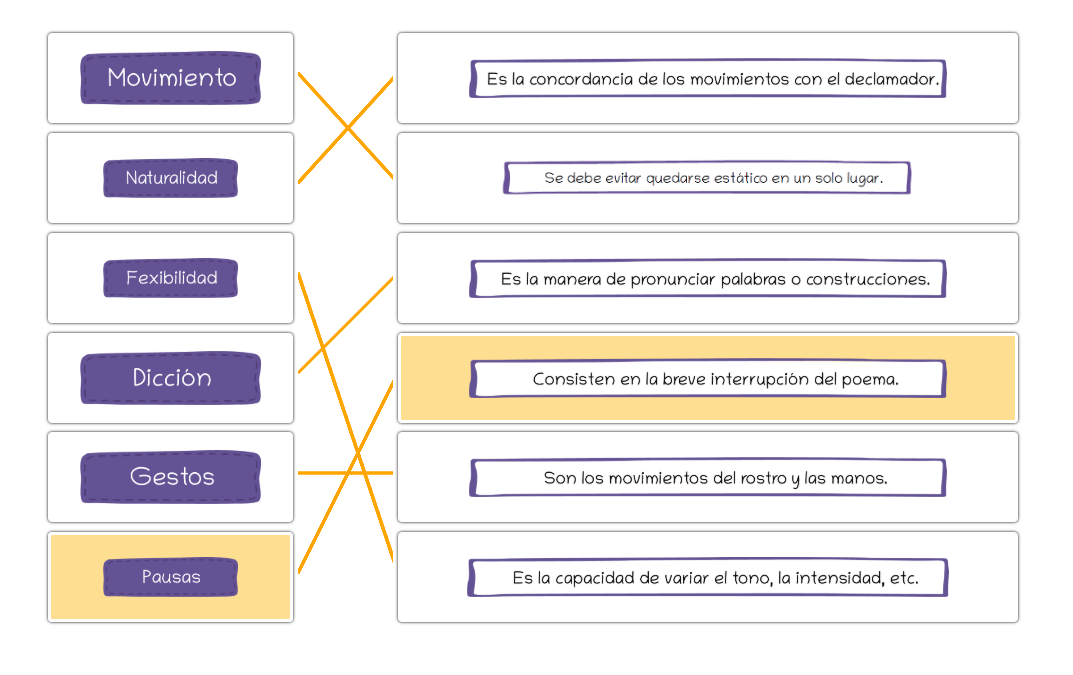 Movimiento
Es la concordancia de los movimientos con el declamador.
Naturalidad
Se debe evitar quedarse estático en un solo lugar.
Fexibilidad
Es la manera de pronunciar palabras o construcciones.
Dicción
Consisten en la breve interrupción del poema.
Gestos
Son los movimientos del rostro y las manos.
Pausas
Es la capacidad de variar el tono, la intensidad, etc.